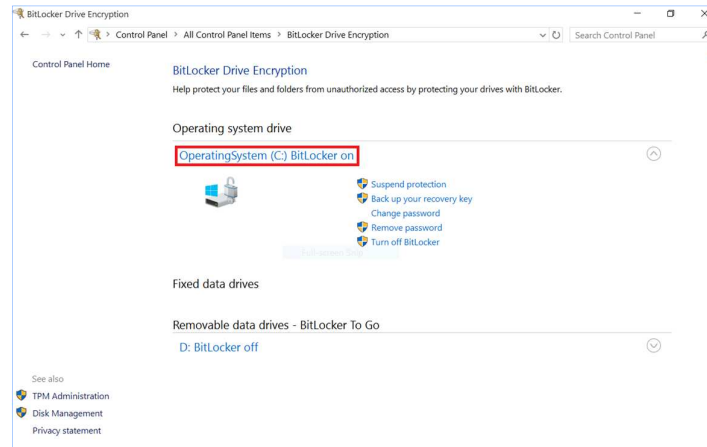 BitLocker Drive Encryption
Control Panel > All Control Panel Items > BitLocker Drive Encryption
Search Control Panel
Control Panel Home
BitLocker Drive Encryption
Help protect your files and folders from unauthorized access by protecting your drives with BitLocker.
Operating system drive
OperatingSystem (C:) BitLocker on
Suspend protection
Back up your recovery key
Change password
Remove password
Turn off BitLocker
Full-screen Snip
Fixed data drives
Removable data drives - BitLocker To Go
D: BitLocker off
See also
TPM Administration
Disk Management
Privacy statement